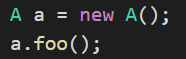 A a = new A();
a.foo();